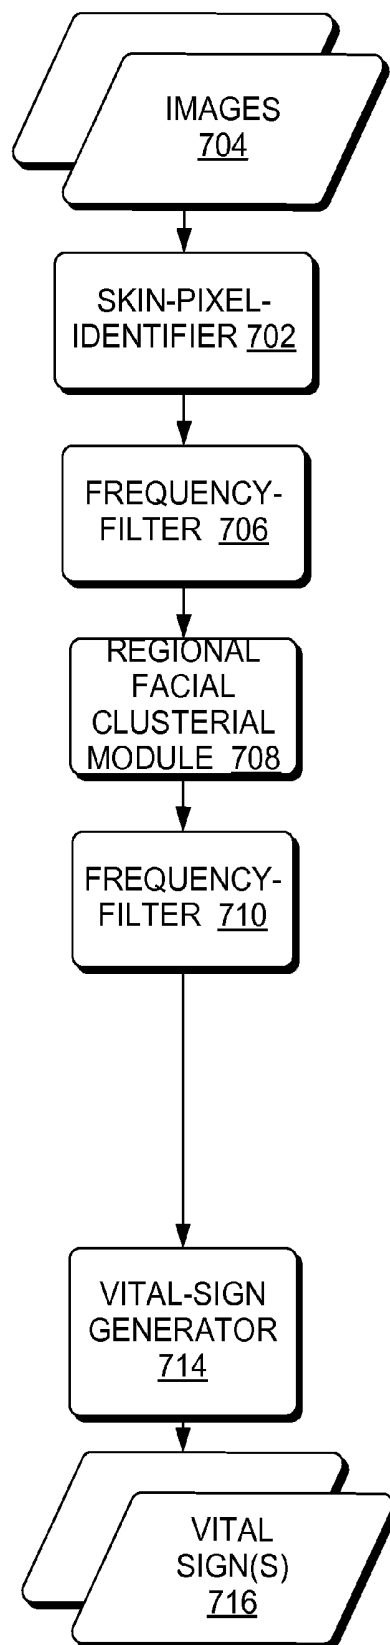 IMAGES
704
SKIN-PIXEL-
IDENTIFIER 702
FREQUENCY-
FILTER 706
REGIONAL
FACIAL
CLUSTERIAL
MODULE 708
FREQUENCY-
FILTER 710
VITAL-SIGN
GENERATOR
714
VITAL
SIGN(S)
716